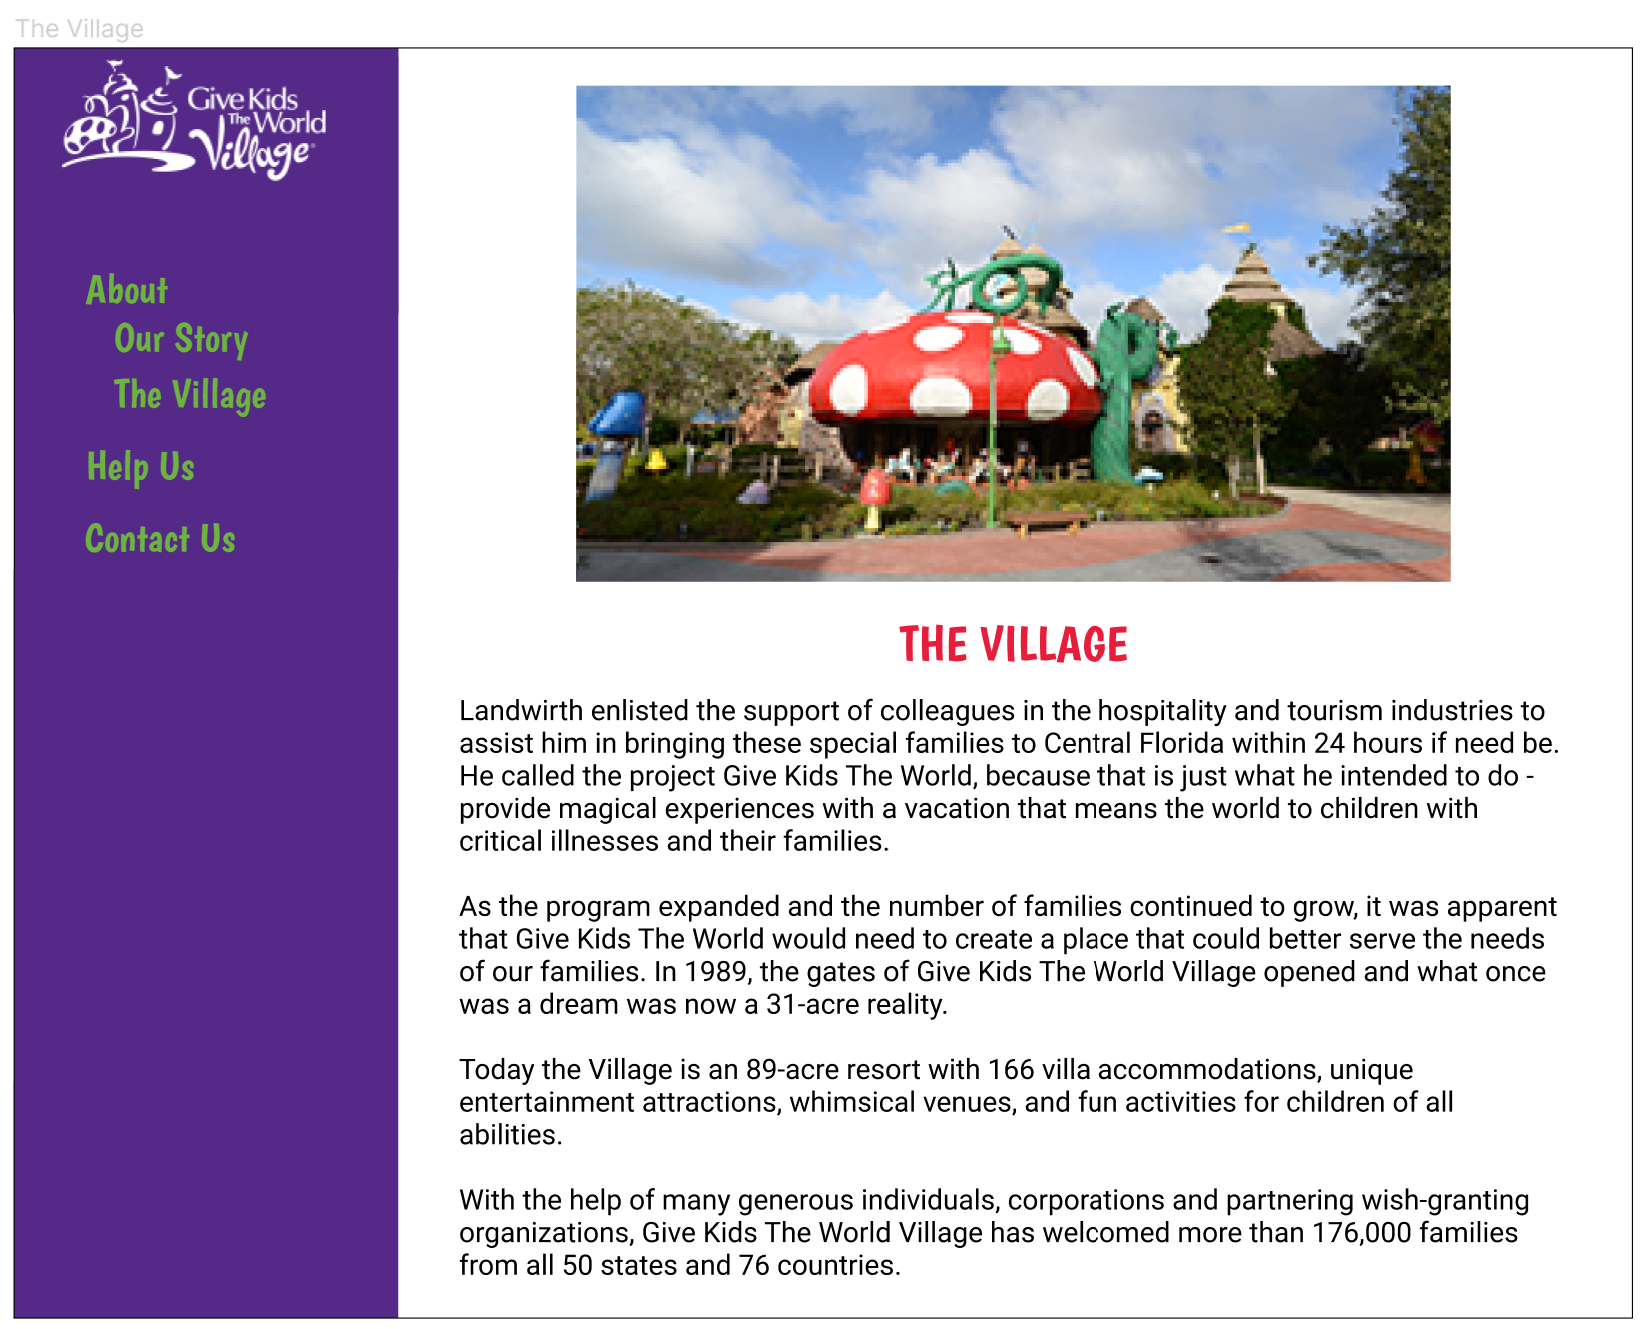 The Village
Give Kids
The World
Village
About
Our Story
The Village
Help Us
Contact Us
THE VILLAGE
Landwirth enlisted the support of colleagues in the hospitality and tourism industries to
assist him in bringing these special families to Central Florida within 24 hours if need be.
He called the project Give Kids The World, because that is just what he intended to do -
provide magical experiences with a vacation that means the world to children with
critical illnesses and their families.
As the program expanded and the number of families continued to grow, it was apparent
that Give Kids The World would need to create a place that could better serve the needs
of our families. In 1989, the gates of Give Kids The World Village opened and what once
was a dream was now a 31-acre reality.
Today the Village is an 89-acre resort with 166 villa accommodations, unique
entertainment attractions, whimsical venues, and fun activities for children of all
abilities.
With the help of many generous individuals, corporations and partnering wish-granting
organizations, Give Kids The World Village has welcomed more than 176,000 families
from all 50 states and 76 countries.